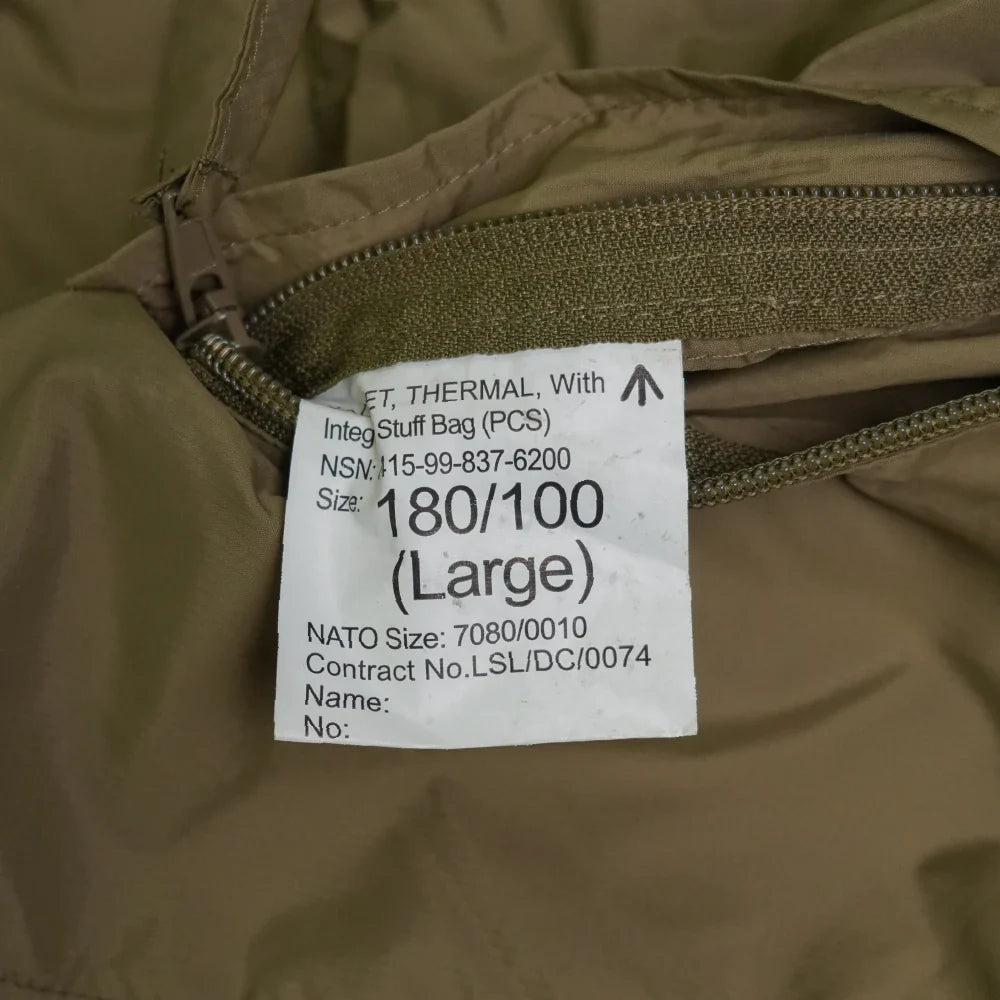 ET, THERMAL, With
Integ Stuff Bag (PCS)
NSN: 15-99-837-6200
Size: 180/100
(Large)
NATO Size: 7080/0010
Contract No.LSL/DC/0074
Name:
No: